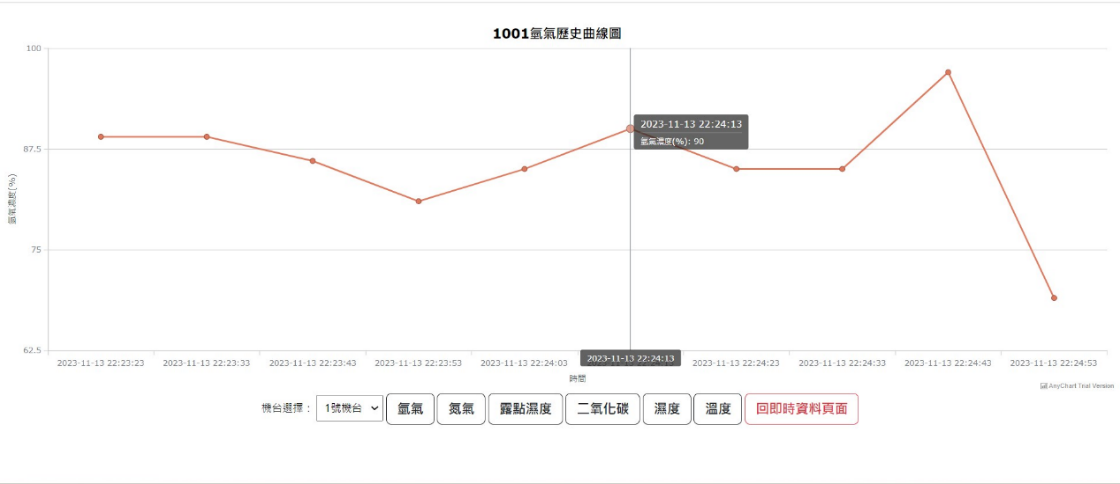 1001氬氣歷史曲線圖
100
87.5
75
62.5
氬氣濃度(%)
2023-11-13 22:24:13
氬氣濃度(%): 90
2023-11-13 22:23:23
2023-11-13 22:23:33
2023-11-13 22:23:43
2023-11-13 22:23:53
2023-11-13 22:24:03
2023-11-13 22:24:13
2023-11-13 22:24:23
2023-11-13 22:24:33
2023-11-13 22:24:43
2023-11-13 22:24:53
時間
AnyChart Trial Version
機台選擇： 1號機台 氬氣 氮氣 露點濕度 二氧化碳 濕度 溫度 回即時資料頁面